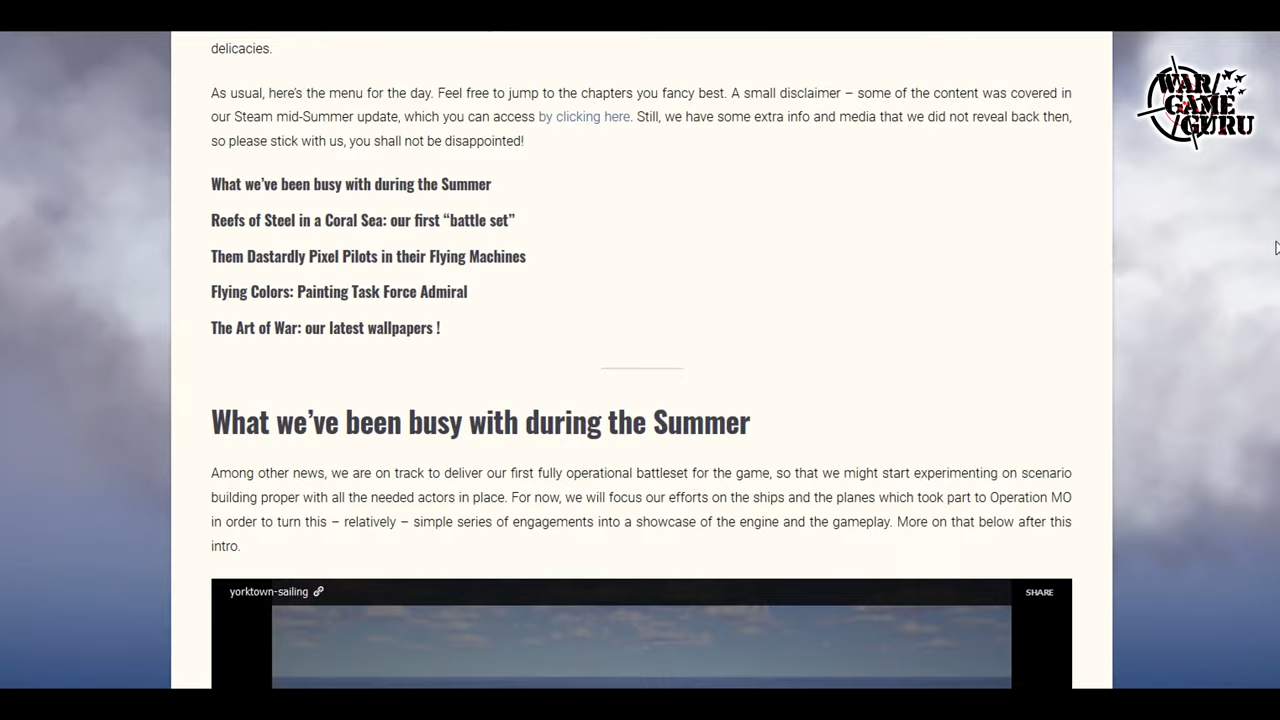 delicacies.
As usual, here's the menu for the day. Feel free to jump to the chapters you fancy best. A small disclaimer – some of the content was covered in
our Steam mid-Summer update, which you can access by clicking here. Still, we have some extra info and media that we did not reveal back then,
so please stick with us, you shall not be disappointed!
What we've been busy with during the Summer
Reefs of Steel in a Coral Sea: our first “battle set”
Them Dastardly Pixel Pilots in their Flying Machines
Flying Colors: Painting Task Force Admiral
The Art of War: our latest wallpapers !
What we've been busy with during the Summer
Among other news, we are on track to deliver our first fully operational battleset for the game, so that we might start experimenting on scenario
building proper with all the needed actors in place. For now, we will focus our efforts on the ships and the planes which took part to Operation MO
in order to turn this – relatively – simple series of engagements into a showcase of the engine and the gameplay. More on that below after this
intro.
yorktown-sailing
SHARE
WAR
GAME
GURU